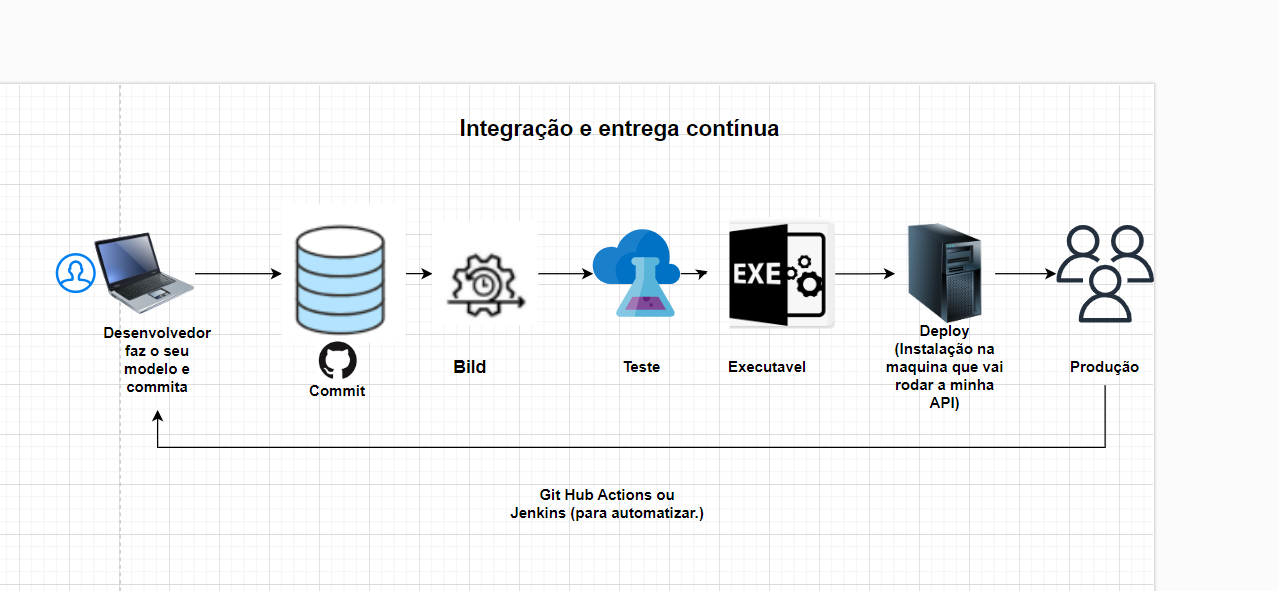 Integração e entrega contínua
Desenvolvedor
faz o seu
modelo e
commita
Commit
Bild
Teste
EXE
Executavel
Deploy
(Instalação na
maquina que vai
rodar a minha
API)
Produção
Git Hub Actions ou
Jenkins (para automatizar.)